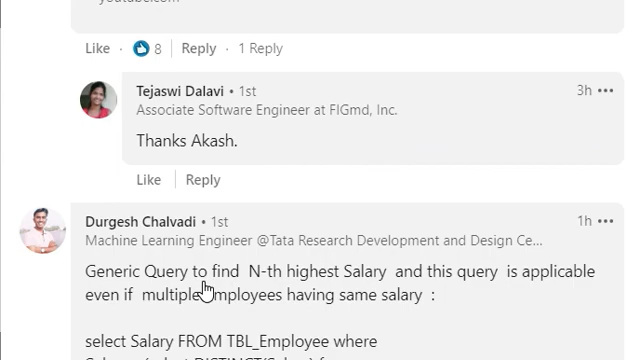 youtube.com
Like · 8 Reply · 1 Reply
Tejaswi Dalavi • 1st 3h •••
Associate Software Engineer at FIGmd, Inc.
Thanks Akash.
Like Reply
Durgesh Chalvadi • 1st 1h •••
Machine Learning Engineer @Tata Research Development and Design Ce...
Generic Query to find N-th highest Salary and this query is applicable
even if multiple employees having same salary :
select Salary FROM TBL_Employee where